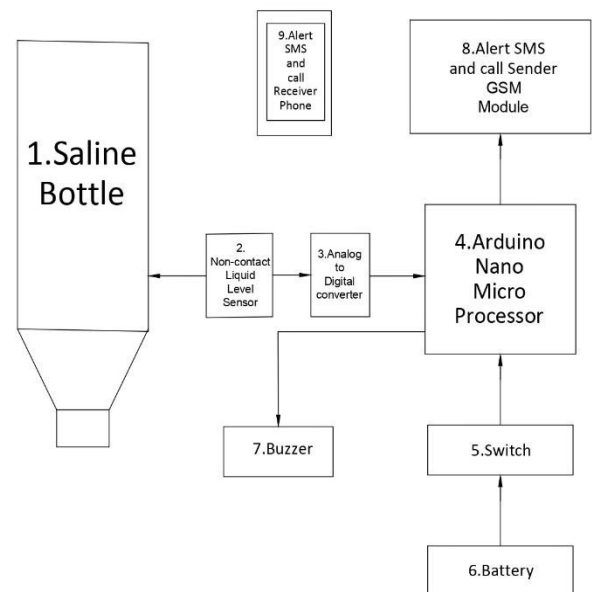 9.Alert
SMS
and
call
Receiver
Phone
8.Alert SMS
and call Sender
GSM
Module
1.Saline
Bottle
2.
Non-contact
Liquid
Level
Sensor
3.Analog
to
Digital
converter
4.Arduino
Nano
Micro
Processor
7.Buzzer
5.Switch
6.Battery